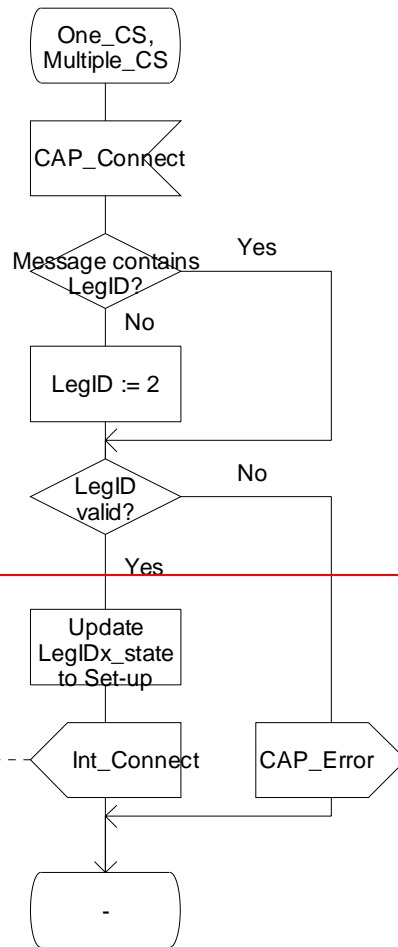 One_CS,
Multiple_CS
CAP_Connect
Message contains
LegID?
Yes
No
LegID := 2
LegID
valid?
No
Yes
Update
LegIDx_state
to Set-up
Int_Connect
CAP_Error
-